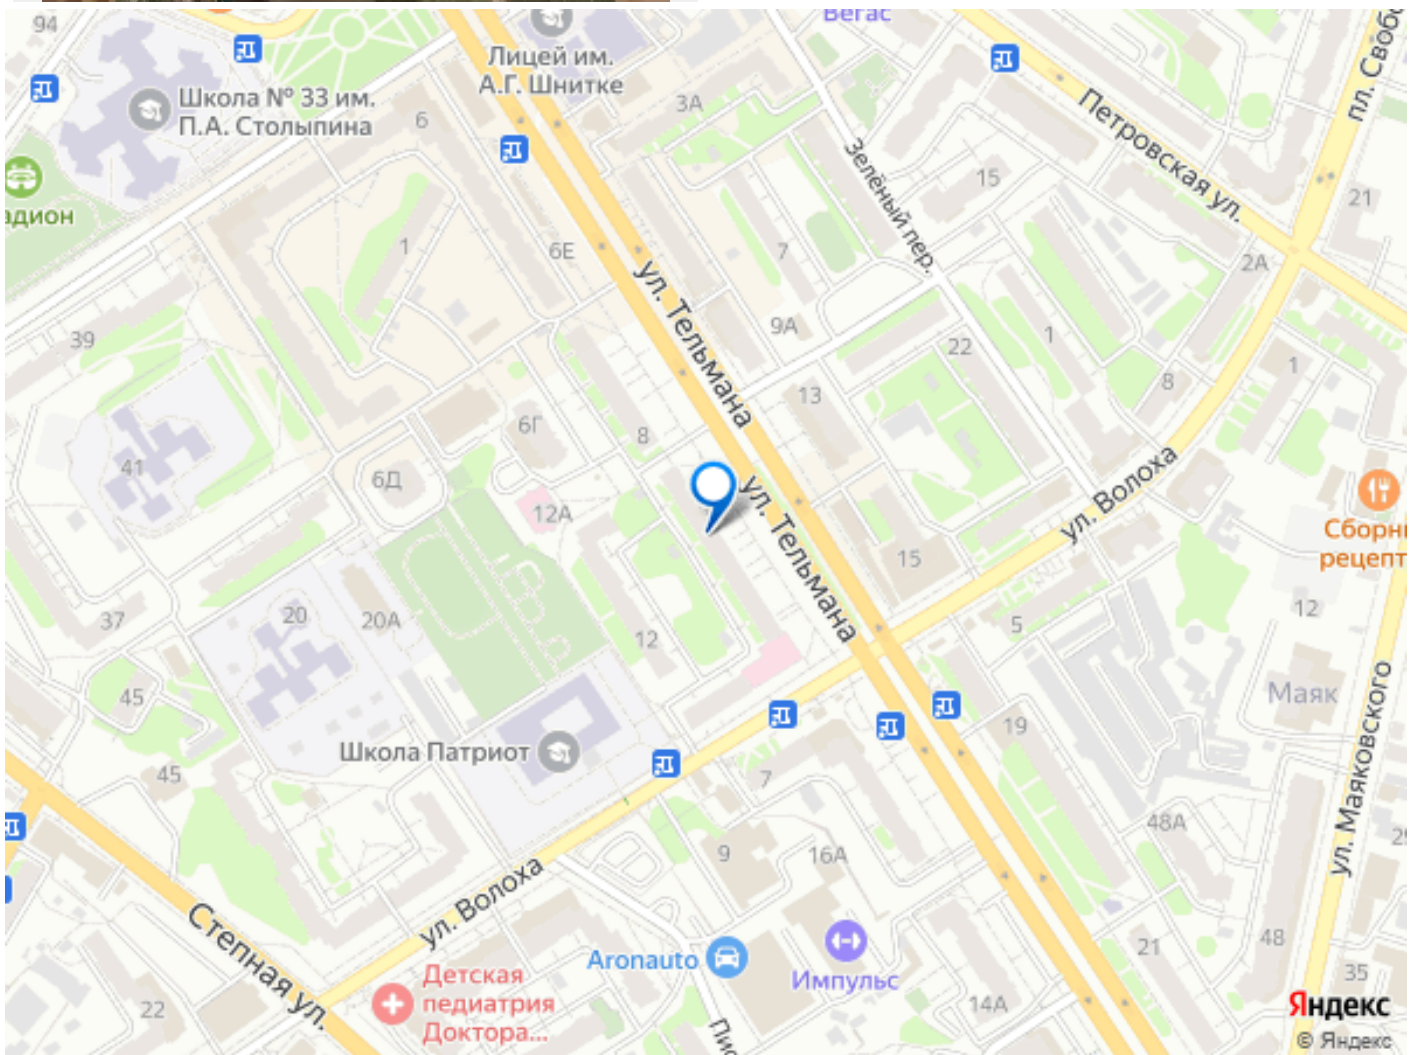 94
Вегас
пл. Своб
Лицей им.
А.Г. Шнитке
Школа № 33 им.
П.А. Столыпина
6
3А
Петровская ул.
Зелёный пер.
15
21
адион
1
6Е
7
2А
ул. Тельмана
9А
39
22
1
1
8
13
6Г
8
41
6Д
12А
ул. Тельмана
ул. Волоха
Сборн
рецепт
15
20
20А
37
12
5
12
45
Маяк
ул. Маяковского
Школа Патриот
19
45
7
48А
29
9
16А
ул. Волоха
Степная ул.
Aronauto
Импульс
21
48
Детская
педиатрия
Доктора...
22
14А
35
Пис
Яндекс
© Яндекс